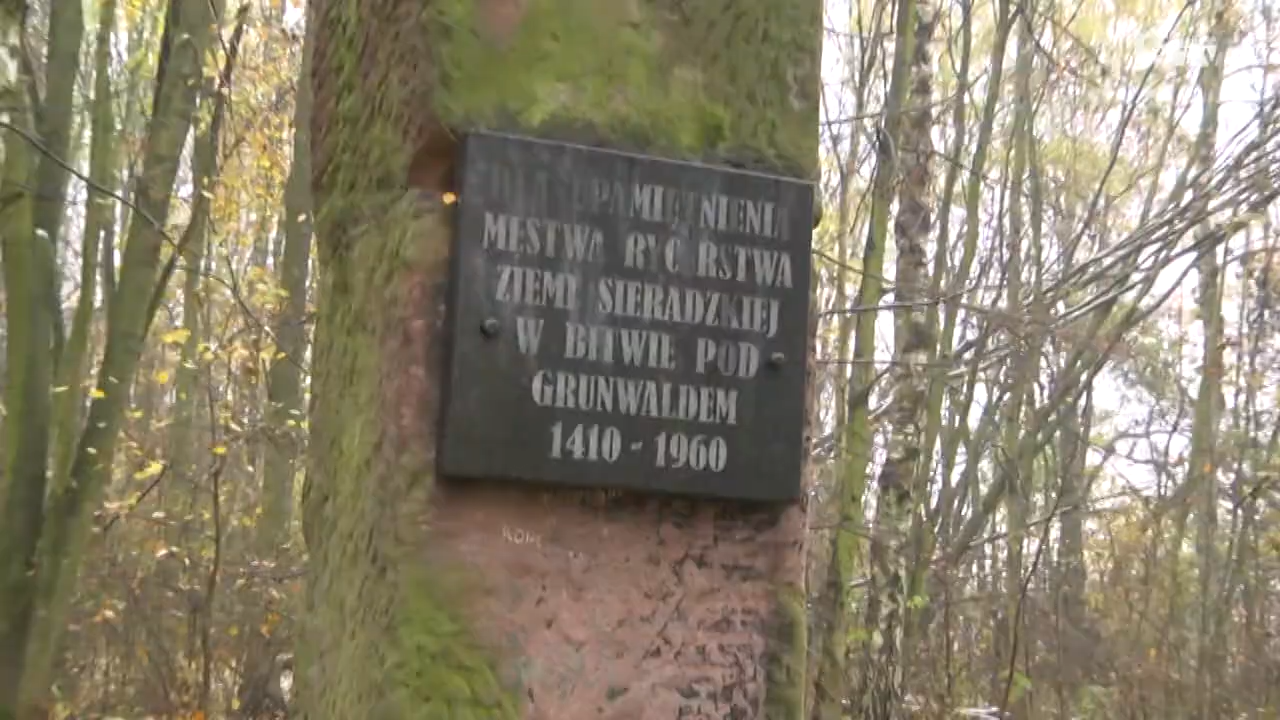 DLA UPAMIĘTNIENIA
MĘSTWA RYCERSTWA
ZIEMI SIERADZKIEJ
W BITWIE POD
GRUNWALDEM
1410 - 1960